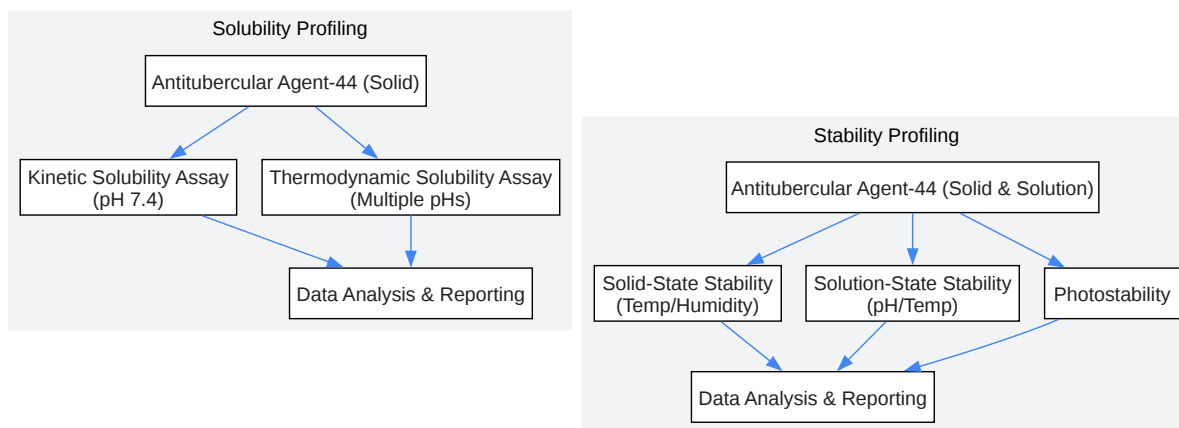 Solubility Profiling
Antitubercular Agent-44 (Solid)
Kinetic Solubility Assay
(pH 7.4)
Thermodynamic Solubility Assay
(Multiple pHs)
Data Analysis & Reporting
Stability Profiling
Antitubercular Agent-44 (Solid & Solution)
Solid-State Stability
(Temp/Humidity)
Solution-State Stability
(pH/Temp)
Photostability
Data Analysis & Reporting